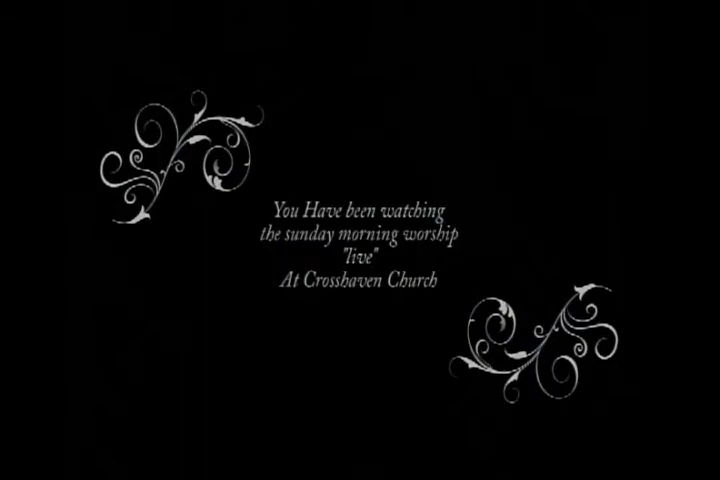 You Have been watching
the sunday morning worship
"live"
At Crosshaven Church